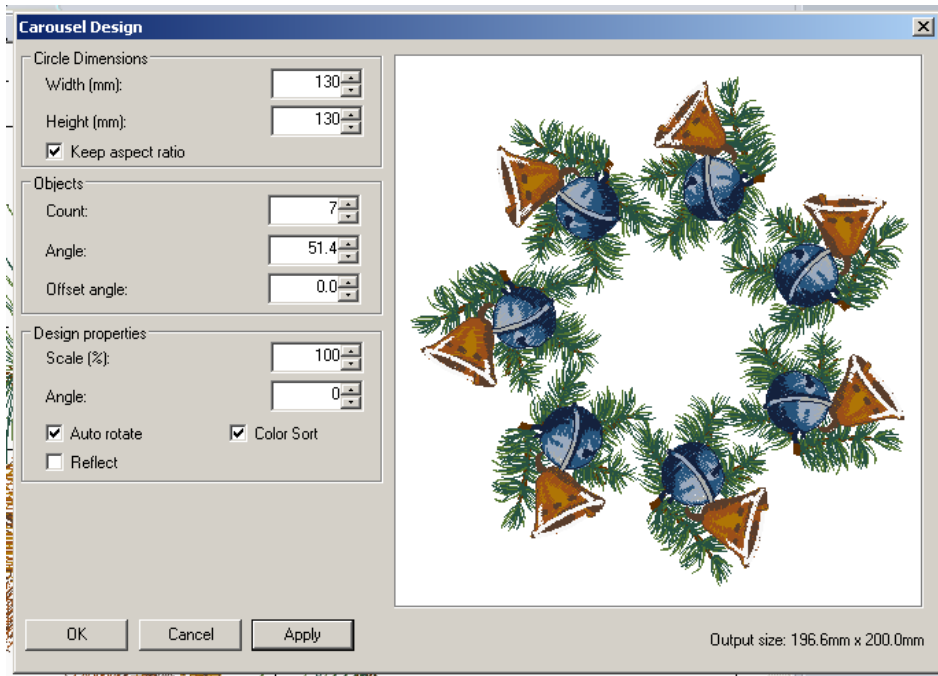 Carousel Design
Circle Dimensions
Width (mm): 130
Height (mm): 130
Keep aspect ratio
Objects
Count: 7
Angle: 51.4
Offset angle: 0.0
Design properties
Scale (%): 100
Angle: 0
Auto rotate Color Sort
Reflect
OK Cancel Apply
Output size: 196.6mm x 200.0mm